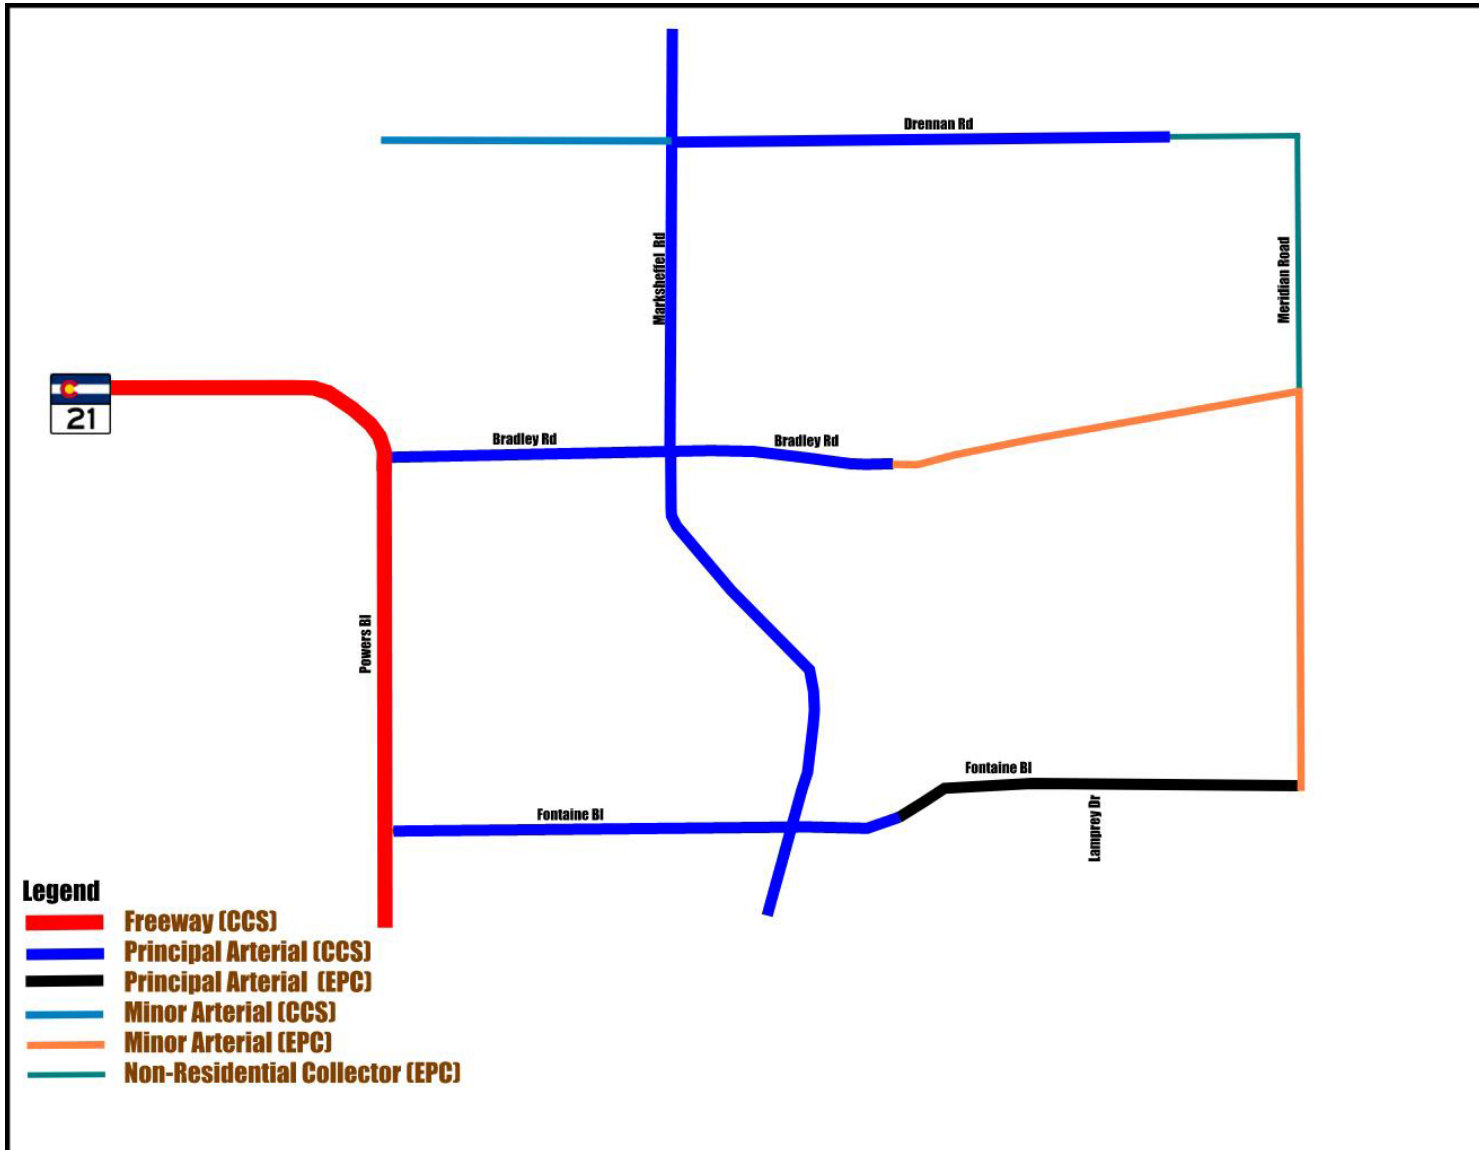 Drennan Rd
Marksheffel Rd
Meridian Road
21
Bradley Rd
Bradley Rd
Powers Bl
Fontaine Bl
Fontaine Bl
Lamprey Dr
Legend
Freeway (CCS)
Principal Arterial (CCS)
Principal Arterial (EPC)
Minor Arterial (CCS)
Minor Arterial (EPC)
Non-Residential Collector (EPC)